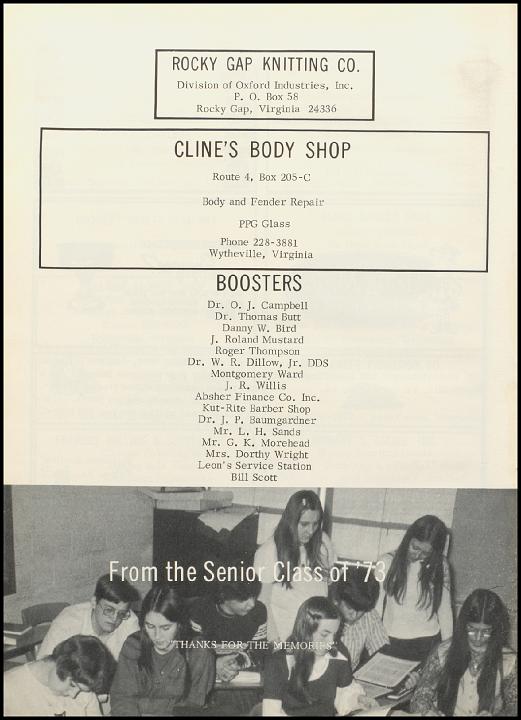 ROCKY GAP KNITTING CO.
Division of Oxford Industries, Inc.
P. O. Box 58
Rocky Gap, Virginia 24336
CLINE'S BODY SHOP
Route 4, Box 205-C
Body and Fender Repair
PPG Glass
Phone 228-3881
Wytheville, Virginia
BOOSTERS
Dr. O. J. Campbell
Dr. Thomas Butt
Danny W. Bird
J. Roland Mustard
Roger Thompson
Dr. W. R. Dillow, Jr. DDS
Montgomery Ward
J. R. Willis
Absher Finance Co. Inc.
Kut-Rite Barber Shop
Dr. J. P. Baumgardner
Mr. L. H. Sands
Mr. G. K. Morehead
Mrs. Dorthy Wright
Leon's Service Station
Bill Scott
From the Senior Class of '73
"THANKS FOR THE MEMORIES"